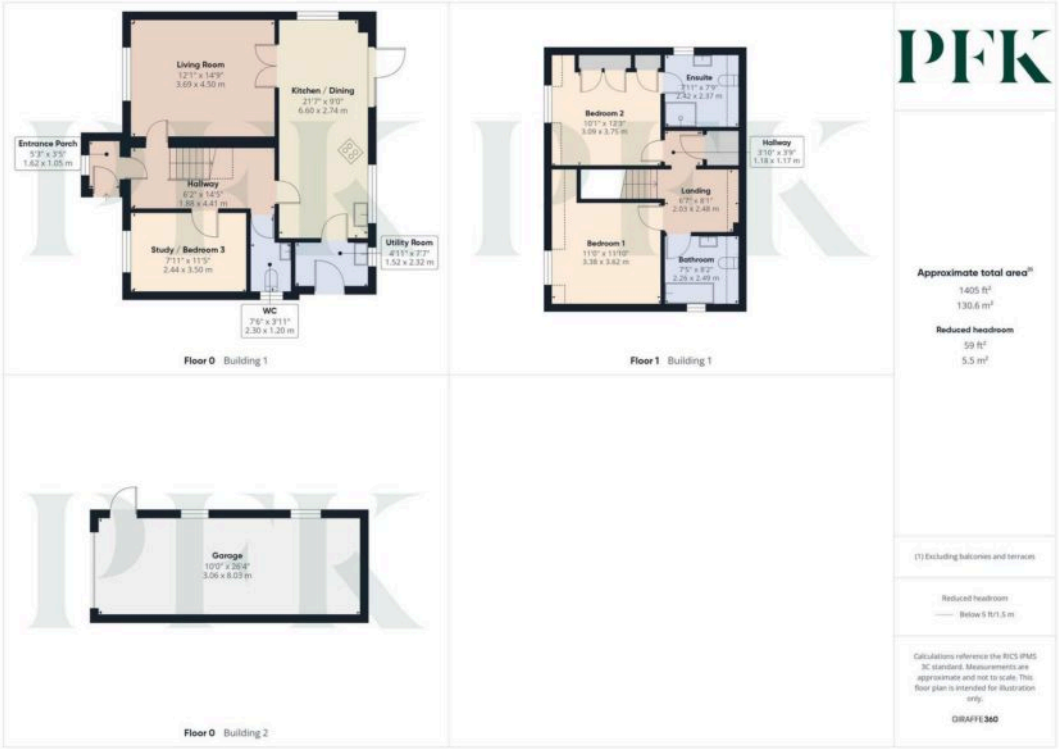 Living Room
12'1" x 14'9"
3.69 x 4.50 m
Kitchen / Dining
21'7" x 9'0"
6.60 x 2.74 m
Entrance Porch
5'3" x 3'5"
1.62 x 1.05 m
Hallway
6'2" x 14'5"
1.88 x 4.41 m
Study / Bedroom 3
7'11" x 11'5"
2.44 x 3.50 m
Utility Room
4'11" x 7'7"
1.52 x 2.32 m
WC
7'6" x 3'11"
2.30 x 1.20 m
Floor 0 Building 1
PFK
Ensuite
7'11" x 7'9"
2.42 x 2.37 m
Bedroom 2
10'1" x 12'3"
3.09 x 3.75 m
Hallway
3'10" x 3'9"
1.18 x 1.17 m
Landing
6'7" x 8'1"
2.03 x 2.48 m
Bedroom 1
11'0" x 11'10"
3.38 x 3.62 m
Bathroom
7'5" x 8'2"
2.26 x 2.49 m
Floor 1 Building 1
PFK
Garage
10'0" x 26'4"
3.06 x 8.03 m
Floor 0 Building 2
PFK
PFK
Approximate total area(1)
1405 ft²
130.6 m²
Reduced headroom
59 ft²
5.5 m²
(1) Excluding balconies and terraces
Reduced headroom
Below 5 ft/1.5 m
Calculations reference the RICS IPMS
3C standard. Measurements are
approximate and not to scale. This
floor plan is intended for illustration
only.
GIRAFFE360